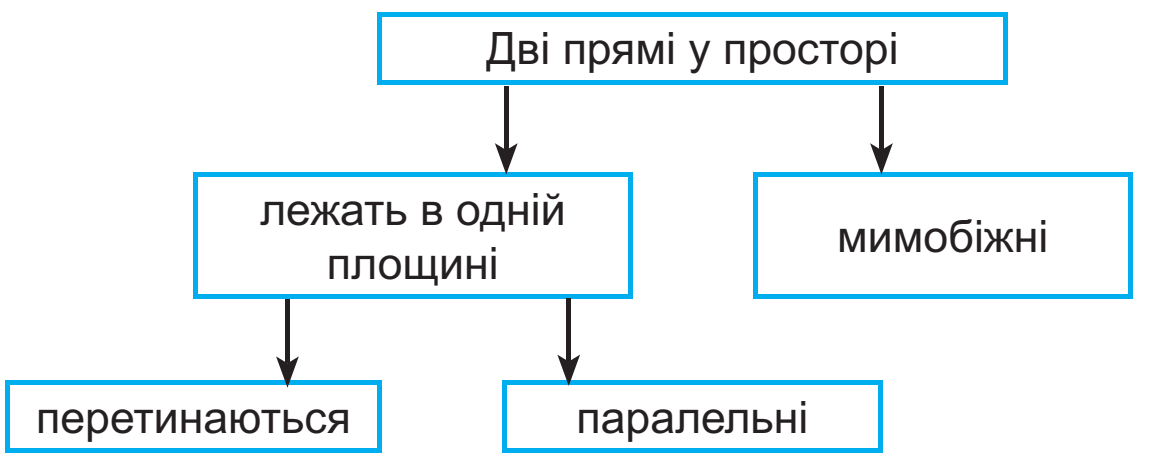 Дві прямі у просторі
лежать в одній
площині
мимобіжні
перетинаються
паралельні